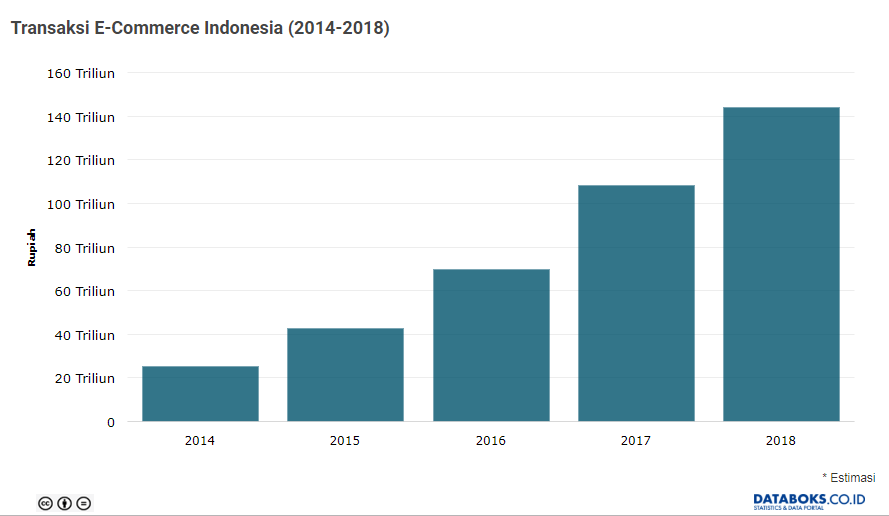 Transaksi E-Commerce Indonesia (2014-2018)
160 Triliun
140 Triliun
120 Triliun
100 Triliun
80 Triliun
60 Triliun
40 Triliun
20 Triliun
0
Rupiah
2014
2015
2016
2017
2018
* Estimasi
cc
DATABOKS.CO.ID
STATISTICS & DATA PORTAL